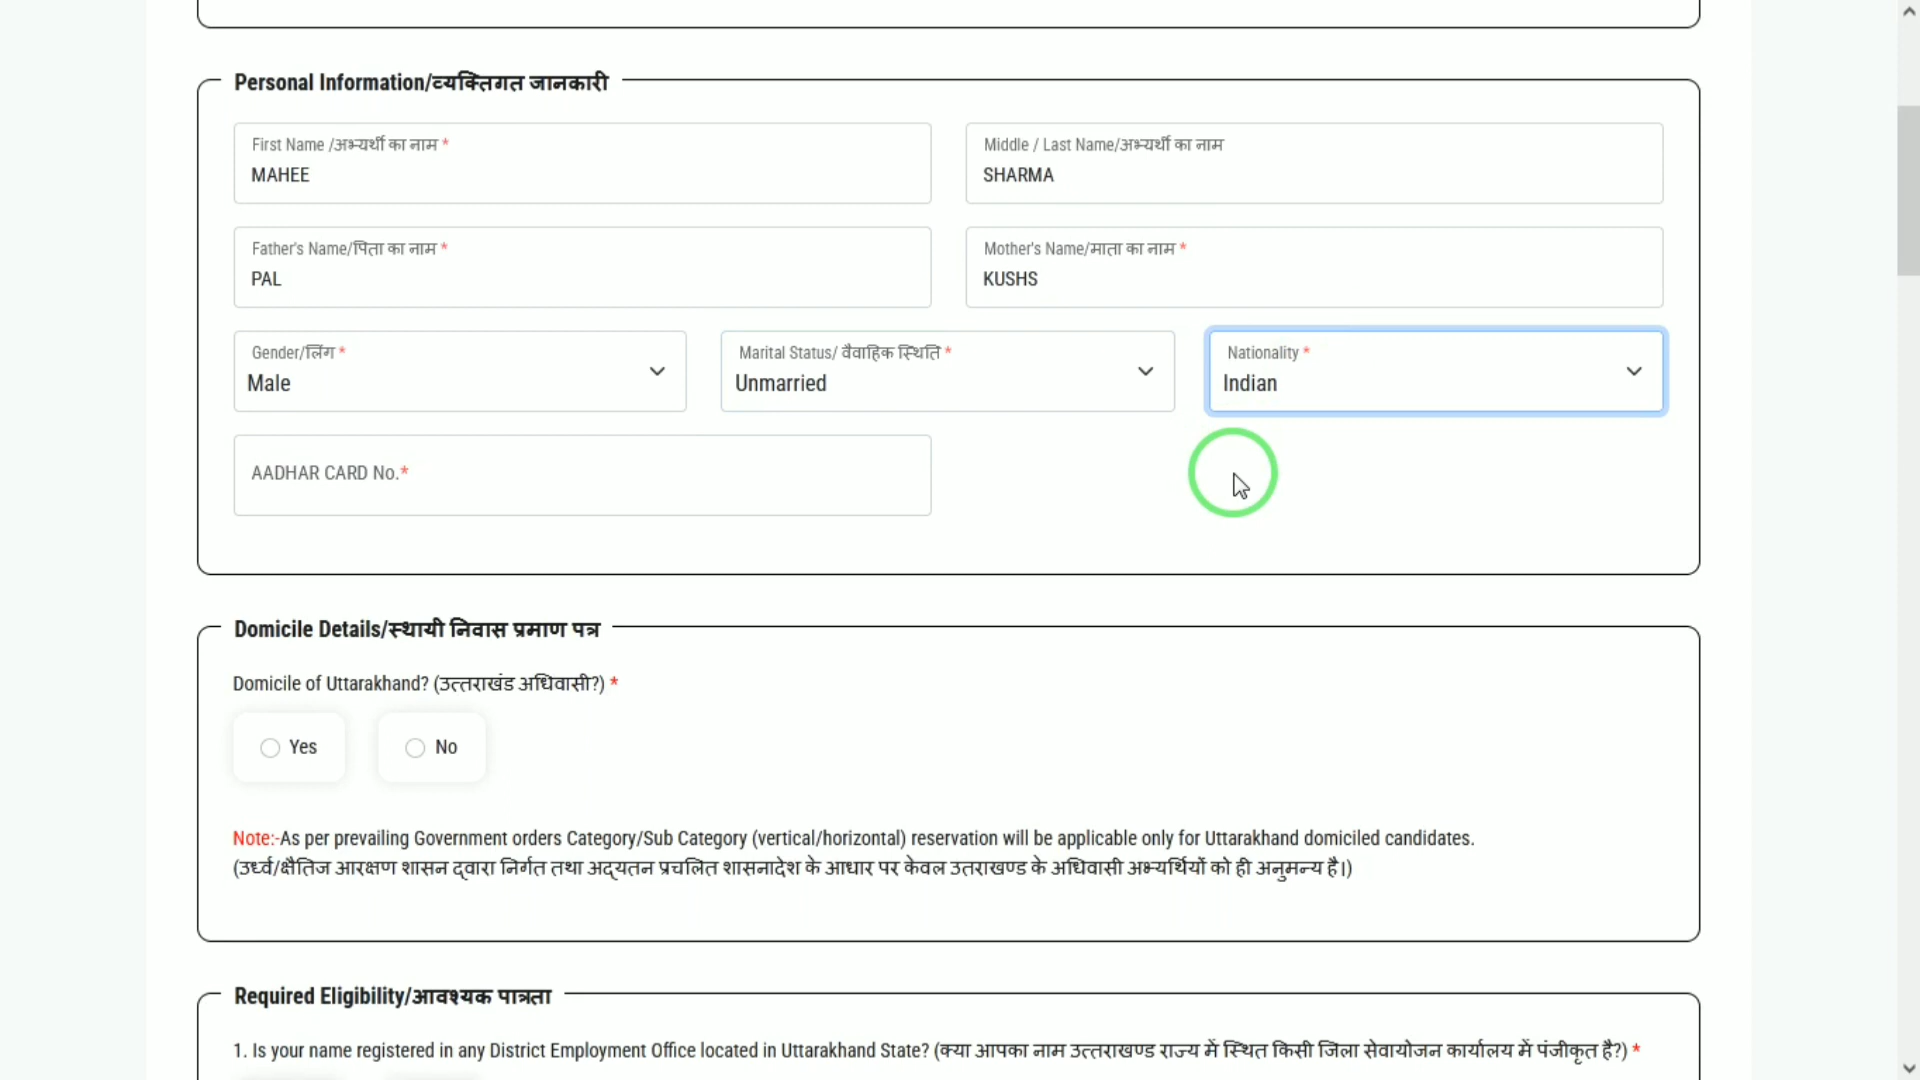 Personal Information/व्यक्तिगत जानकारी
First Name /अभ्यर्थी का नाम *
MAHEE
Middle / Last Name/अभ्यर्थी का नाम
SHARMA
Father's Name/पिता का नाम *
PAL
Mother's Name/माता का नाम *
KUSHS
Gender/लिंग *
Male
Marital Status/ वैवाहिक स्थिति *
Unmarried
Nationality *
Indian
AADHAR CARD No.*
Domicile Details/स्थायी निवास प्रमाण पत्र
Domicile of Uttarakhand? (उत्तराखंड अधिवासी?) *
Yes
No
Note:-As per prevailing Government orders Category/Sub Category (vertical/horizontal) reservation will be applicable only for Uttarakhand domiciled candidates.
(उर्ध्व/क्षैतिज आरक्षण शासन द्वारा निर्गत तथा अद्यतन प्रचलित शासनादेश के आधार पर केवल उतराखण्ड के अधिवासी अभ्यर्थियों को ही अनुमन्य है।)
Required Eligibility/आवश्यक पात्रता
1. Is your name registered in any District Employment Office located in Uttarakhand State? (क्या आपका नाम उत्तराखण्ड राज्य में स्थित किसी जिला सेवायोजन कार्यालय में पंजीकृत है?) *